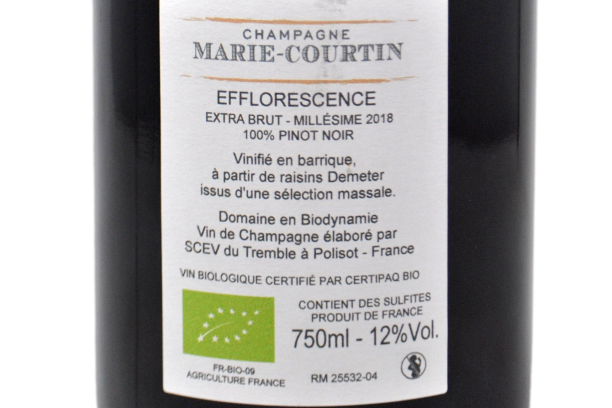 CHAMPAGNE
MARIE-COURTIN
EFFLORESCENCE
EXTRA BRUT - MILLÉSIME 2018
100% PINOT NOIR
Vinifié en barrique,
à partir de raisins Demeter
issus d'une sélection massale.
Domaine en Biodynamie
Vin de Champagne élaboré par
SCEV du Tremble à Polisot - France
VIN BIOLOGIQUE CERTIFIÉ PAR CERTIPAQ BIO
CONTIENT DES SULFITES
PRODUIT DE FRANCE
750ml - 12%Vol.
FR-BIO-09
AGRICULTURE FRANCE
RM 25532-04